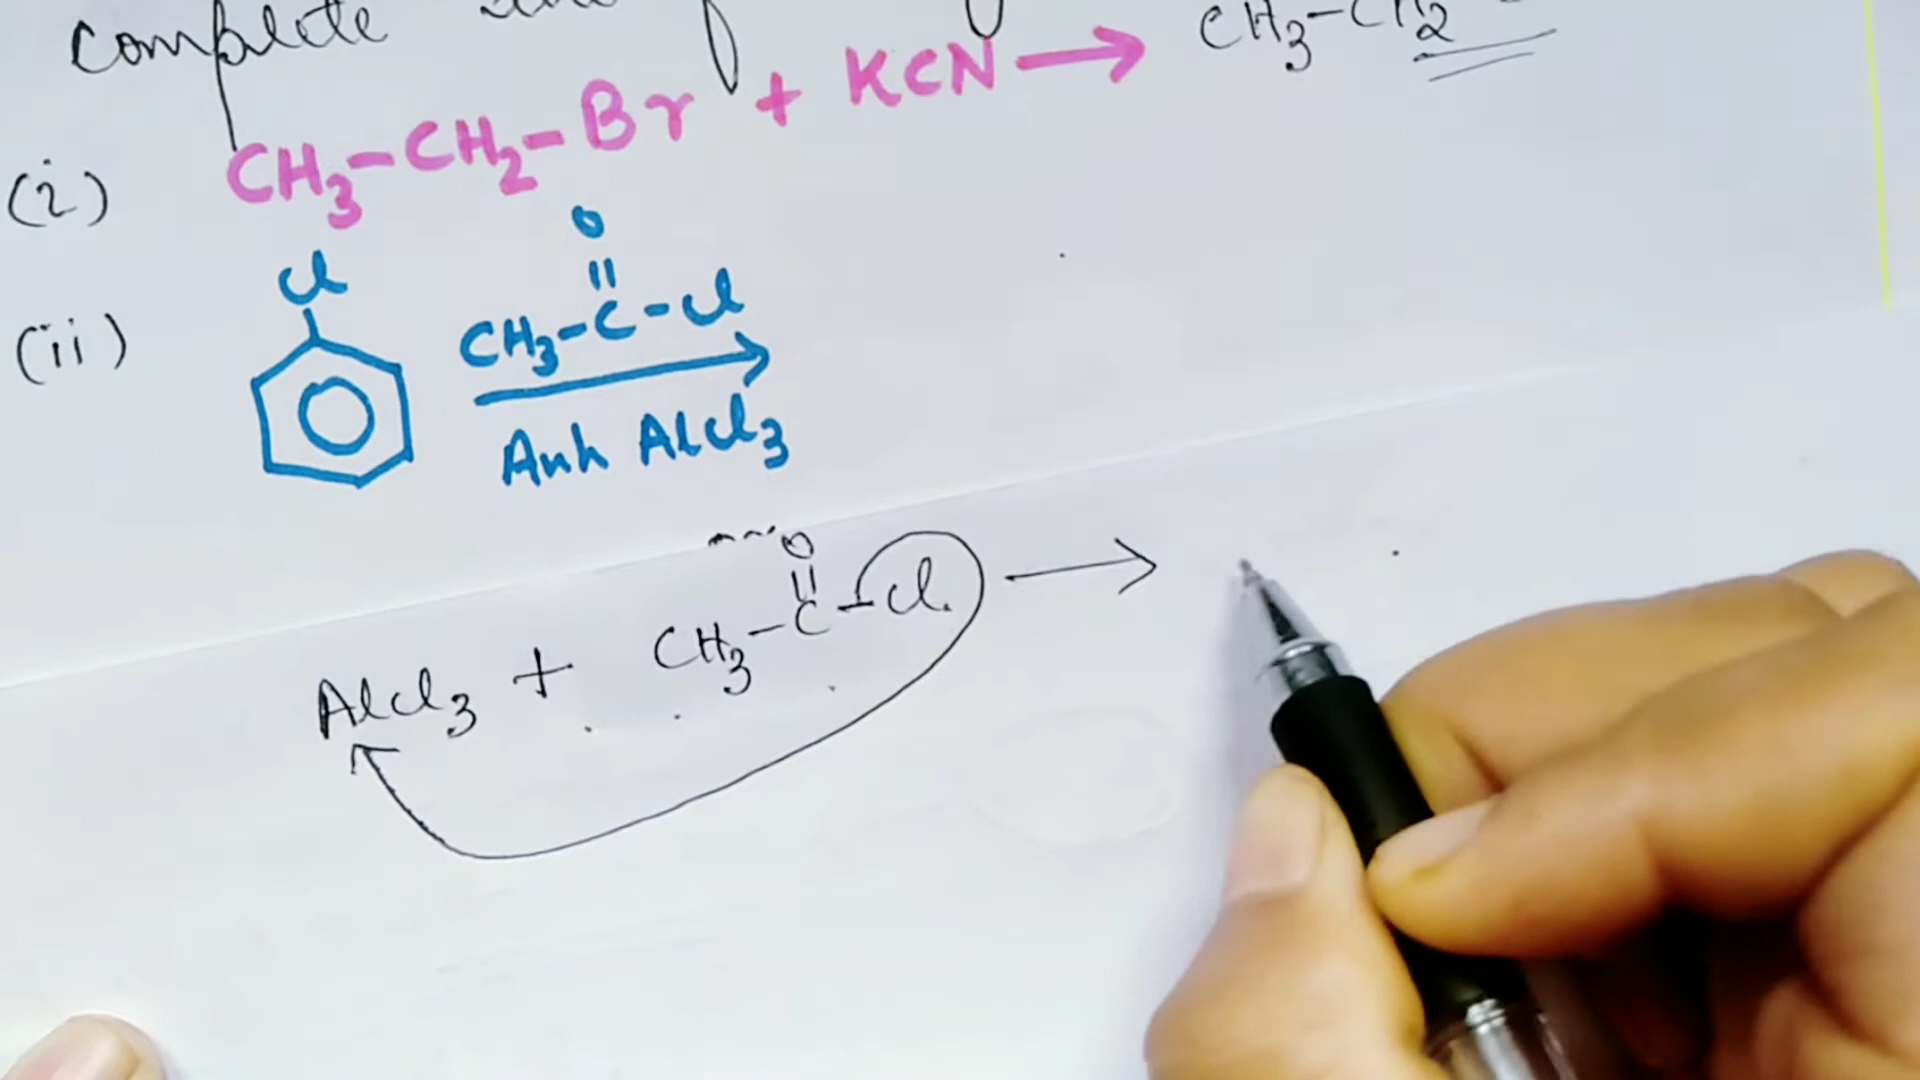 complete
(i) CH3-CH2-Br + KCN → CH3-CH2
(ii) Cl
O
||
CH3-C-Cl
Anh AlCl3
O
||
AlCl3 + CH3-C-Cl →